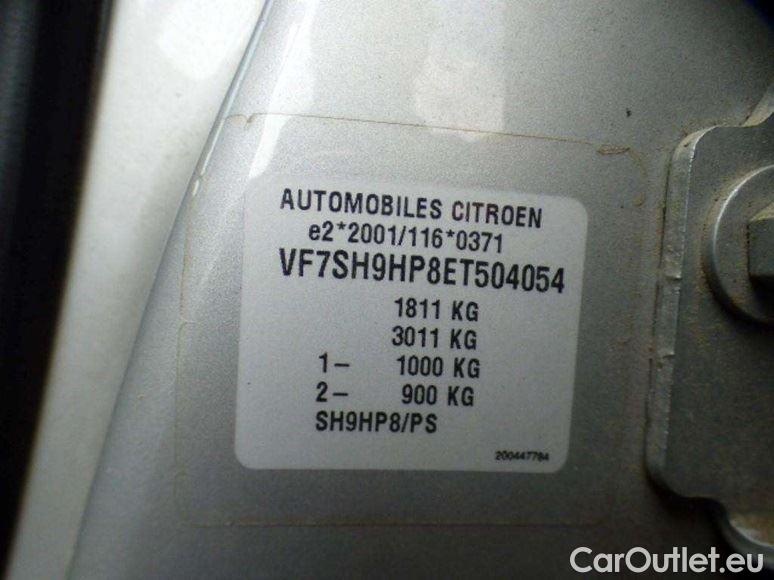 AUTOMOBILES CITROEN
e2*2001/116*0371
VF7SH9HP8ET504054
1811 KG
3011 KG
1- 1000 KG
2- 900 KG
SH9HP8/PS
200447784
CarOutlet.eu